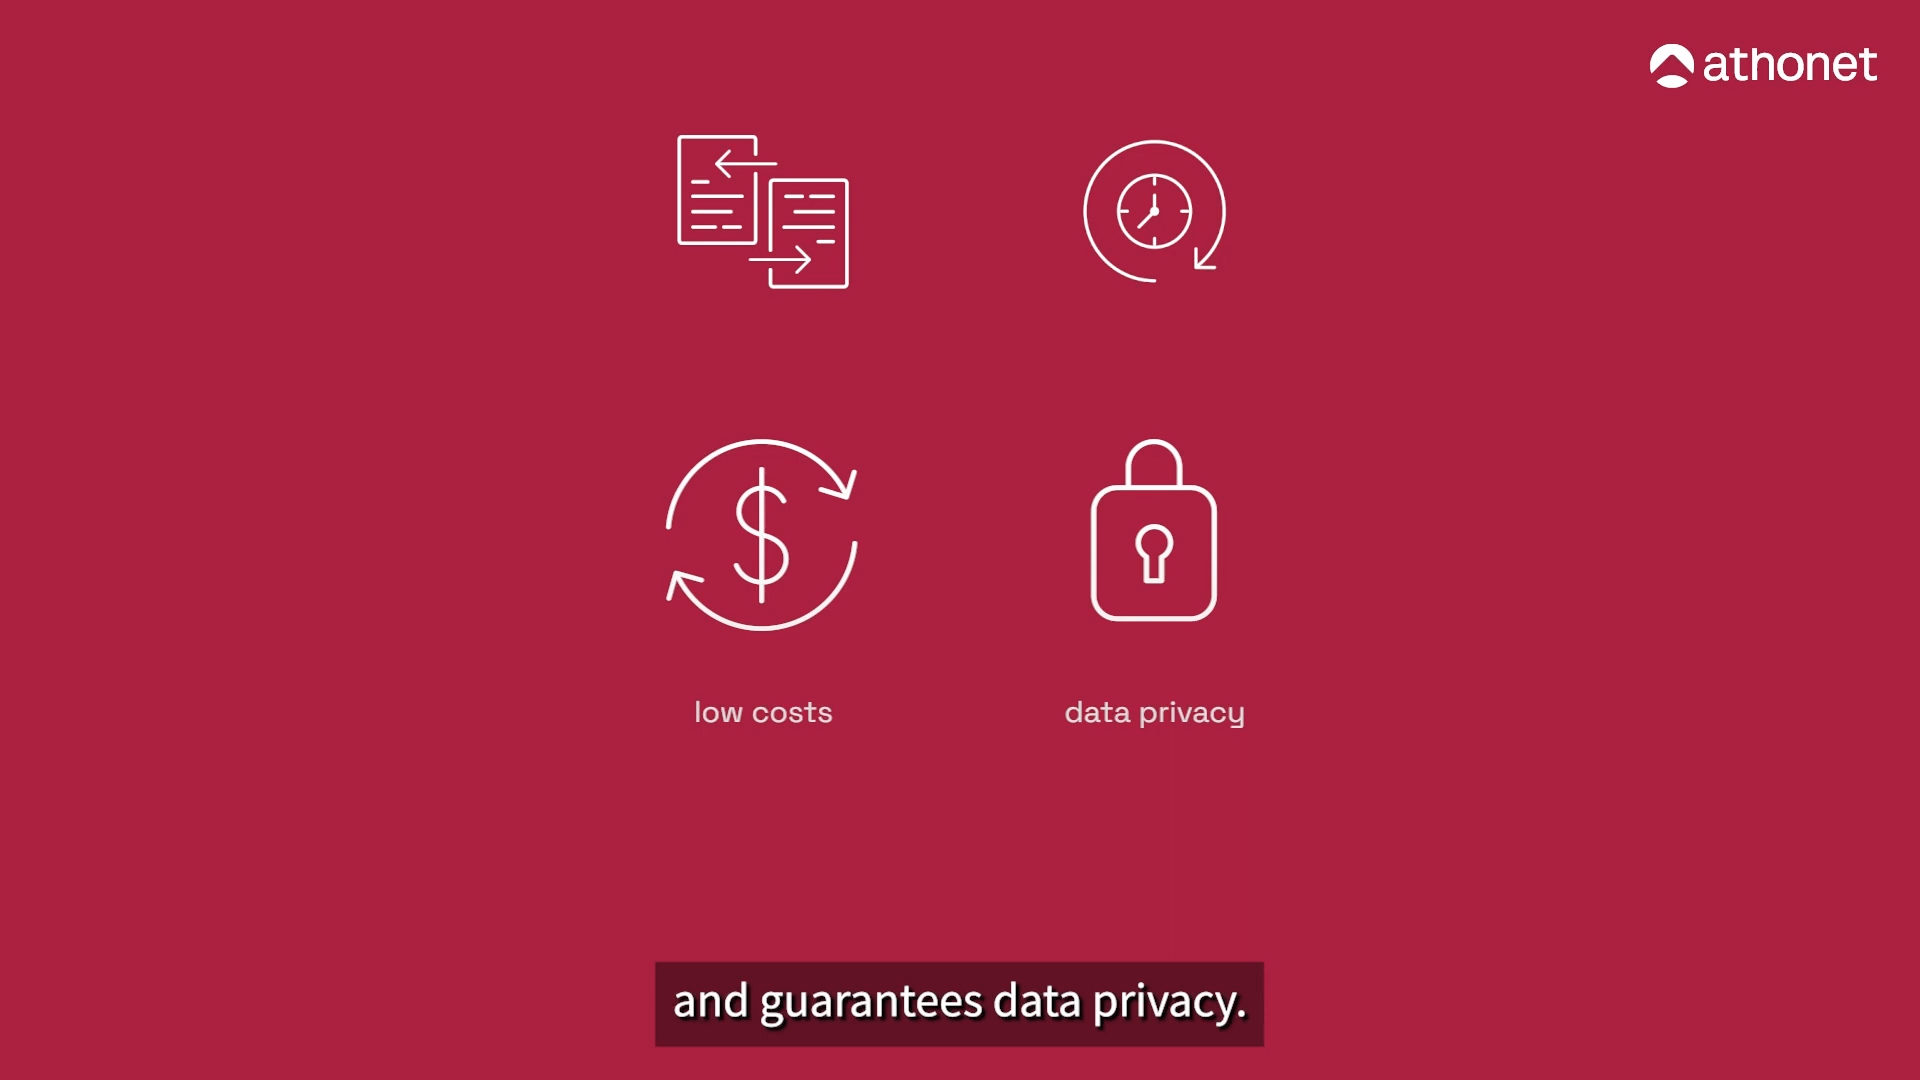 athonet
low costs
data privacy
and guarantees data privacy.